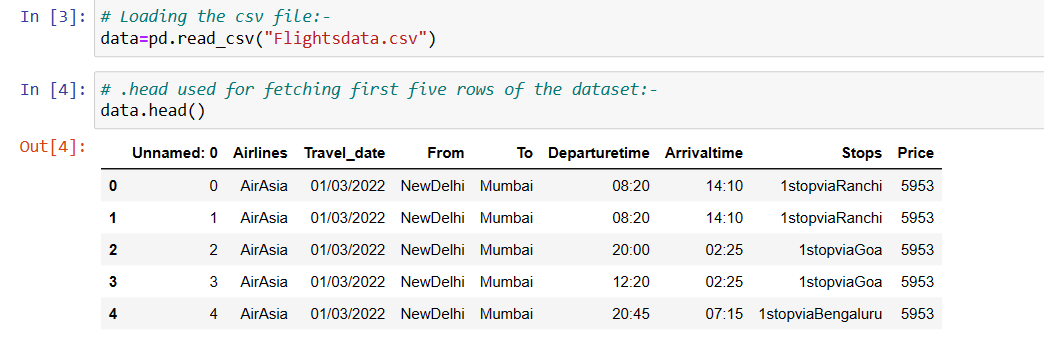 In [3]: # Loading the csv file:-
data=pd.read_csv("Flightsdata.csv")
In [4]: # .head used for fetching first five rows of the dataset:-
data.head()
Out[4]:
Unnamed: 0 Airlines Travel_date From To Departuretime Arrivaltime Stops Price
0 0 AirAsia 01/03/2022 NewDelhi Mumbai 08:20 14:10 1stopviaRanchi 5953
1 1 AirAsia 01/03/2022 NewDelhi Mumbai 08:20 14:10 1stopviaRanchi 5953
2 2 AirAsia 01/03/2022 NewDelhi Mumbai 20:00 02:25 1stopviaGoa 5953
3 3 AirAsia 01/03/2022 NewDelhi Mumbai 12:20 02:25 1stopviaGoa 5953
4 4 AirAsia 01/03/2022 NewDelhi Mumbai 20:45 07:15 1stopviaBengaluru 5953